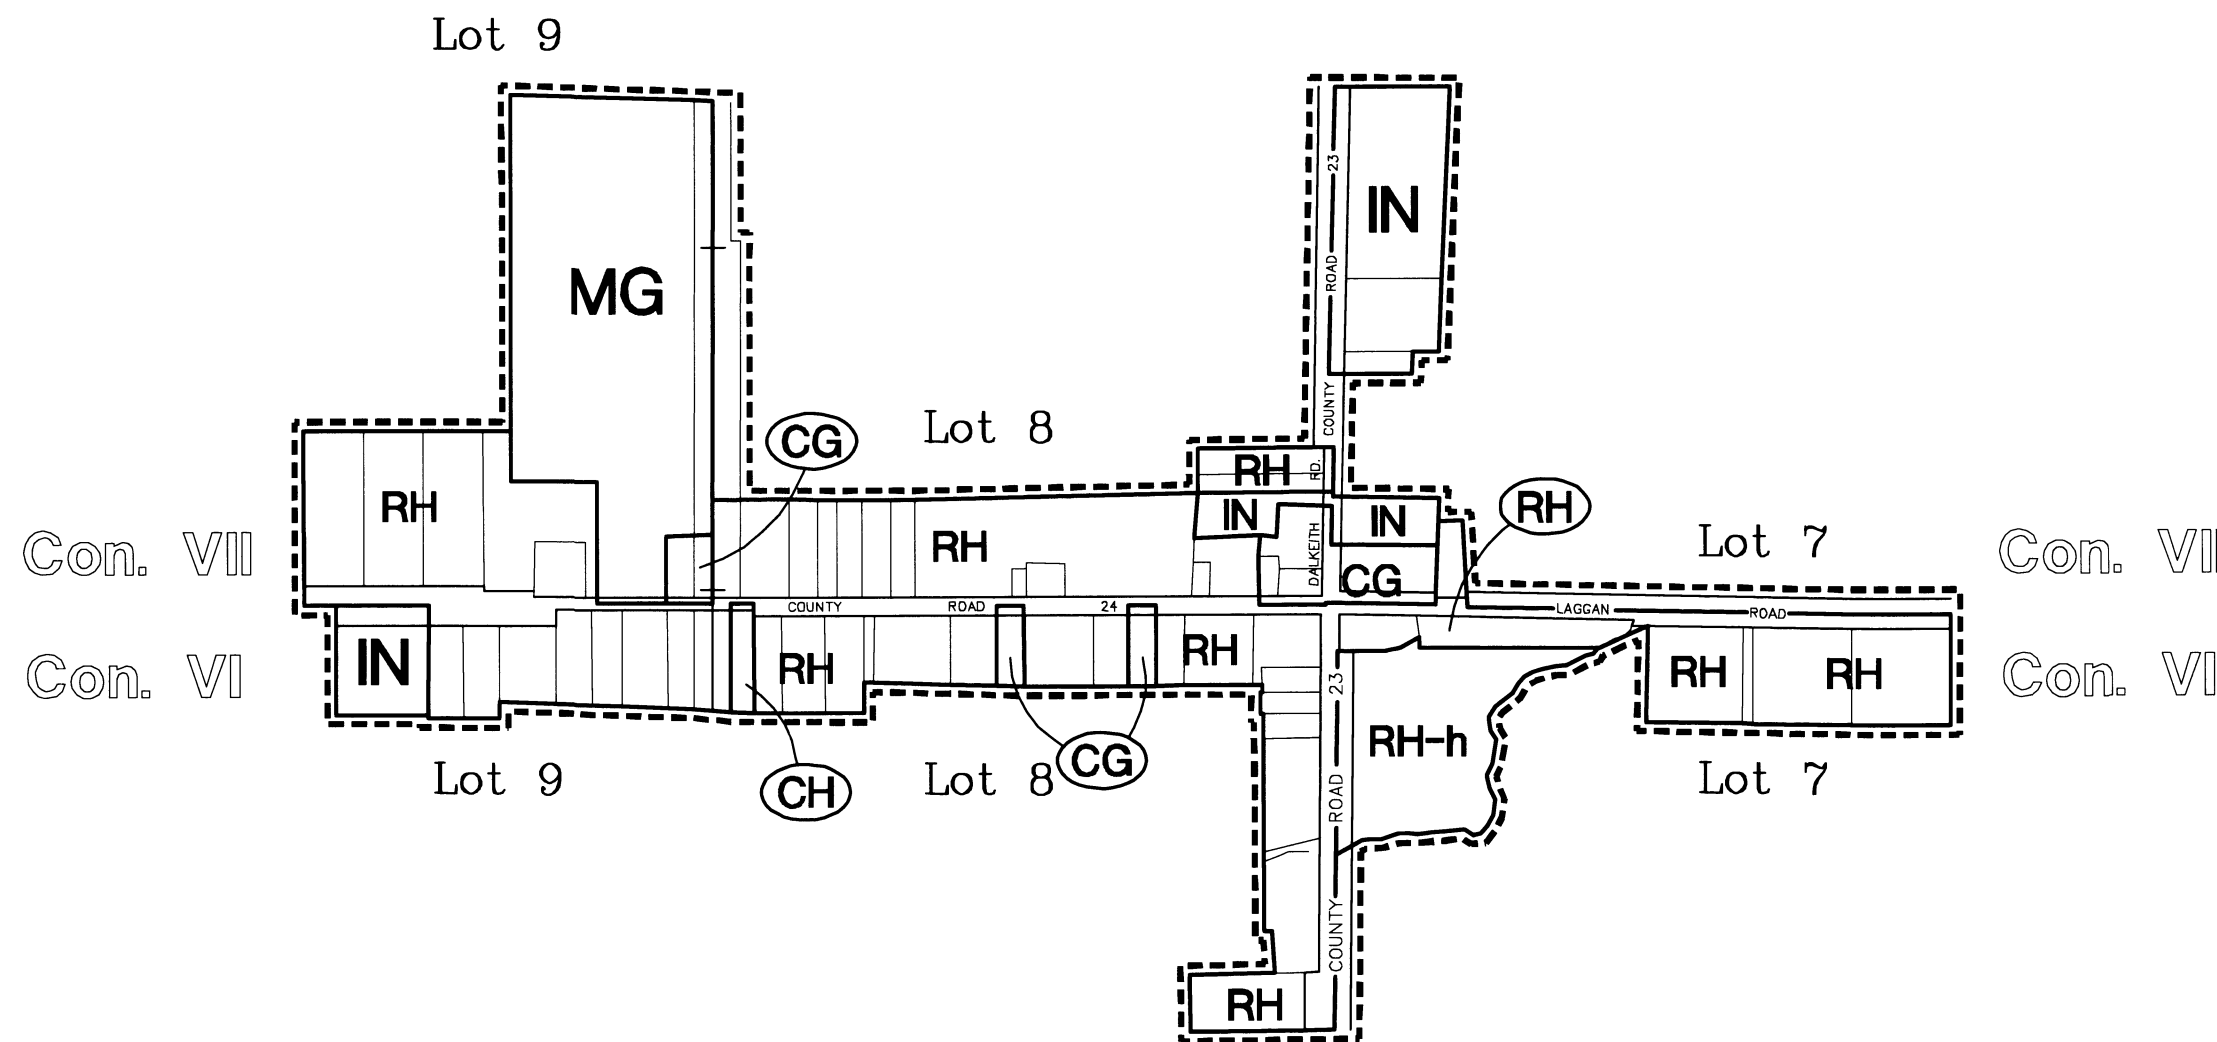 Lot 9
23
IN
ROAD
MG
COUNTY
CG
Lot 8
RH
RD.
RH
RH
IN
IN
RH
DALKEITH
Lot 7
Con. VII
Con. VII
CG
COUNTY ROAD 24
LAGGAN ROAD
IN
RH
RH
RH
RH
Con. VI
Con. VI
23
RH-h
CG
Lot 9
CH
Lot 8
Lot 7
ROAD
COUNTY
RH